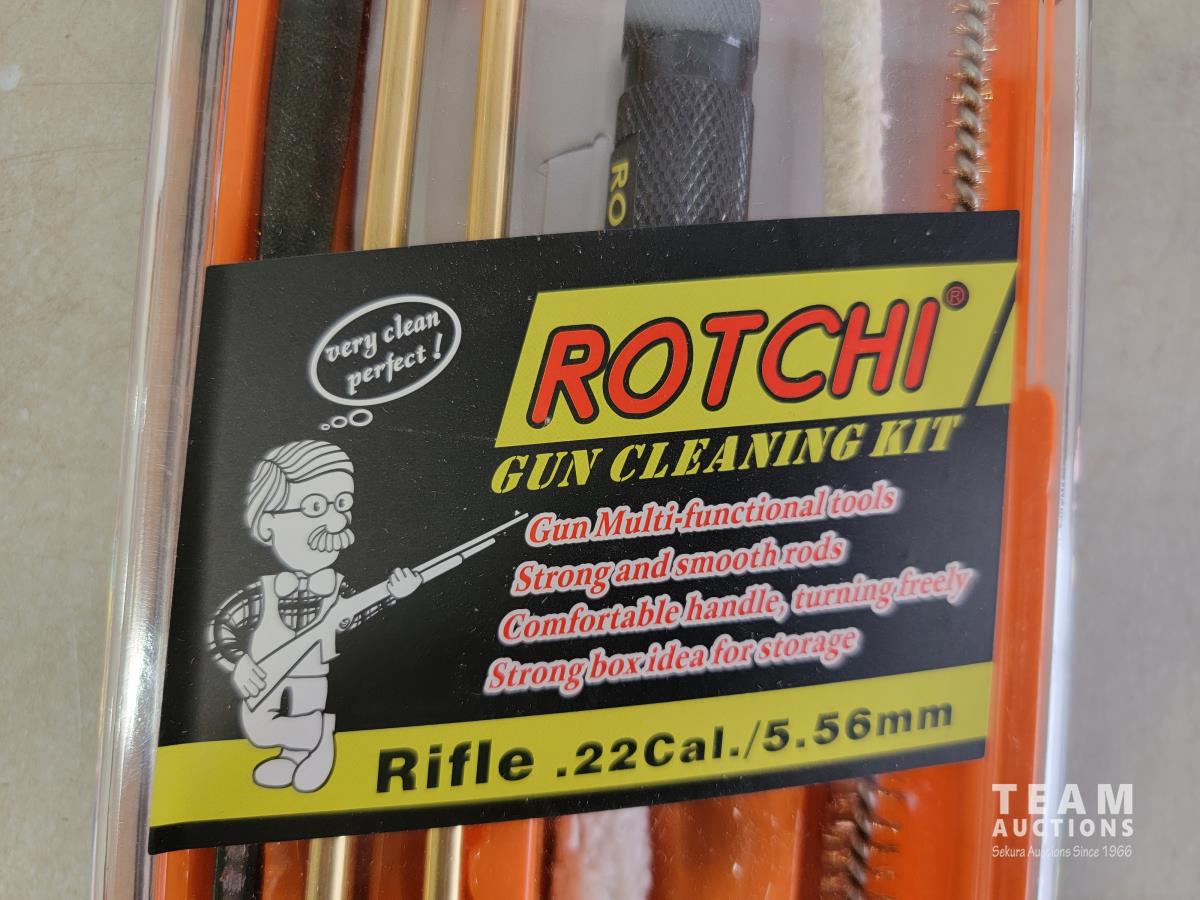 RO
very clean
perfect !
ROTCHI®
GUN CLEANING KIT
Gun Multi-functional tools
Strong and smooth rods
Comfortable handle, turning freely
Strong box idea for storage
Rifle .22Cal./5.56mm
TEAM
AUCTIONS
Sekura Auctions Since 1966